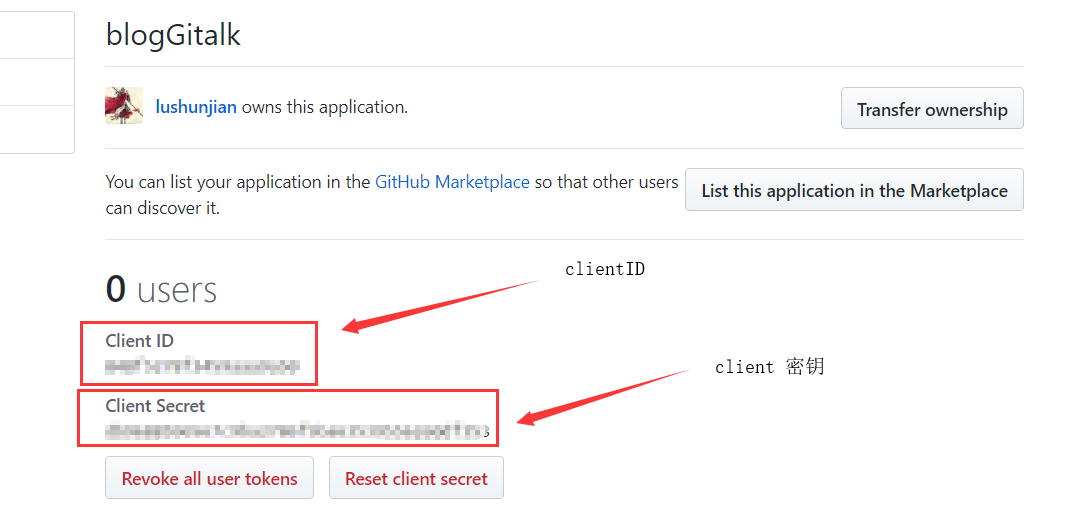 blogGitalk
lushunjian owns this application.
Transfer ownership
You can list your application in the GitHub Marketplace so that other users
can discover it.
List this application in the Marketplace
clientID
0 users
Client ID
client 密钥
Client Secret
Revoke all user tokens
Reset client secret